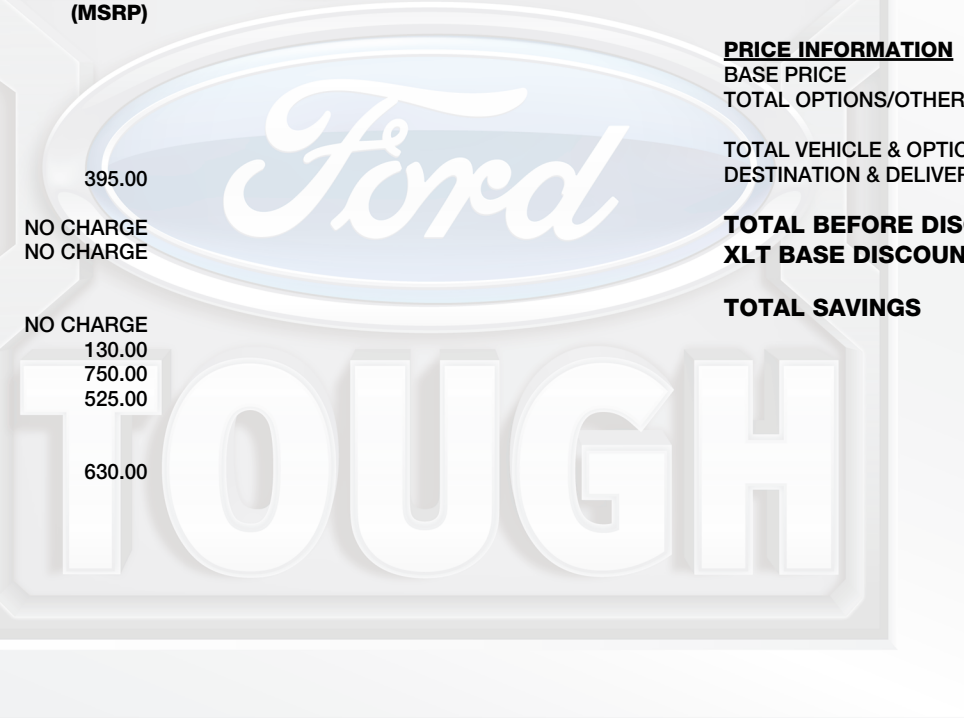 (MSRP)
395.00
NO CHARGE
NO CHARGE
NO CHARGE
130.00
750.00
525.00
630.00
PRICE INFORMATION
BASE PRICE
TOTAL OPTIONS/OTHER
TOTAL VEHICLE & OPTIO
DESTINATION & DELIVER
TOTAL BEFORE DIS
XLT BASE DISCOUN
TOTAL SAVINGS
Ford
TOUGH